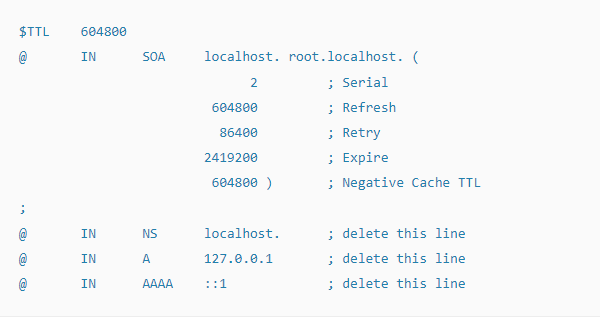 $TTL    604800
@       IN      SOA     localhost. root.localhost. (
                              2         ; Serial
                         604800         ; Refresh
                          86400         ; Retry
                        2419200         ; Expire
                         604800 )       ; Negative Cache TTL
;
@       IN      NS      localhost.      ; delete this line
@       IN      A       127.0.0.1       ; delete this line
@       IN      AAAA    ::1             ; delete this line